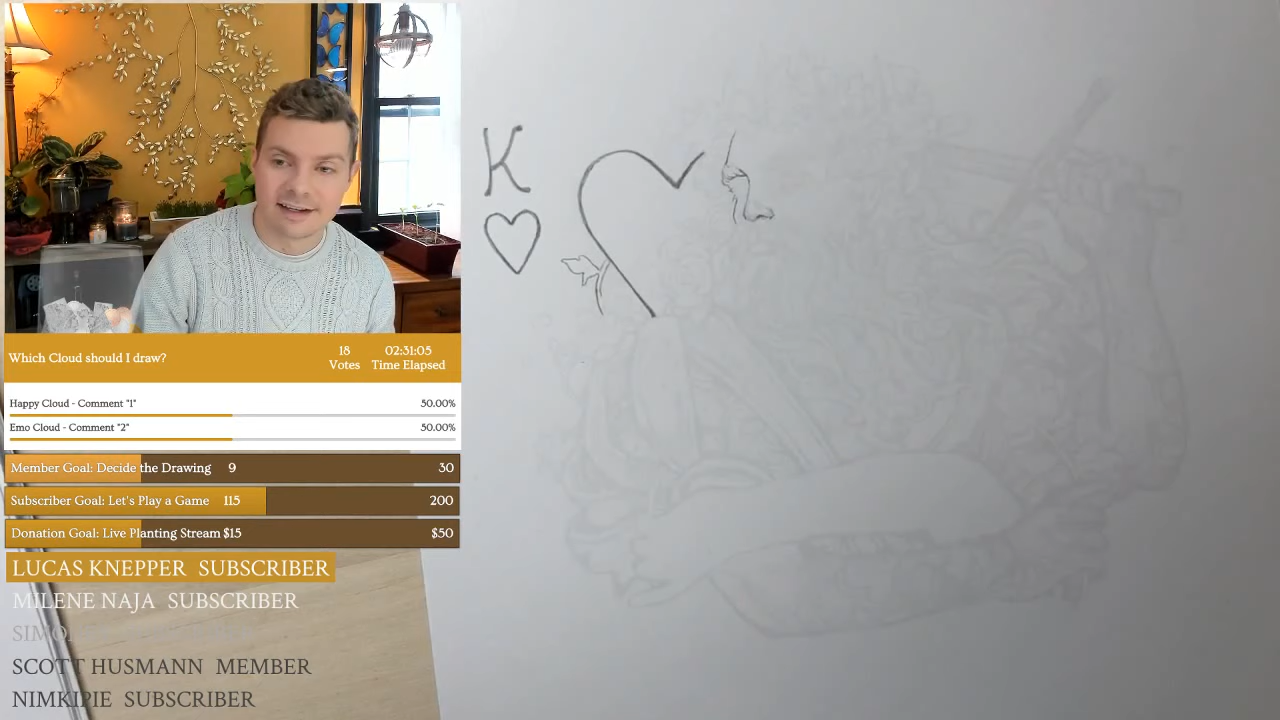 Which Cloud should I draw?
18 Votes
02:31:05 Time Elapsed
Happy Cloud - Comment "1" 50.00%
Emo Cloud - Comment "2" 50.00%
Member Goal: Decide the Drawing 9 30
Subscriber Goal: Let's Play a Game 115 200
Donation Goal: Live Planting Stream $15 $50
LUCAS KNEPPER SUBSCRIBER
MILENE NAJA SUBSCRIBER
SCOTT HUSMANN MEMBER
NIMKIPIE SUBSCRIBER
K